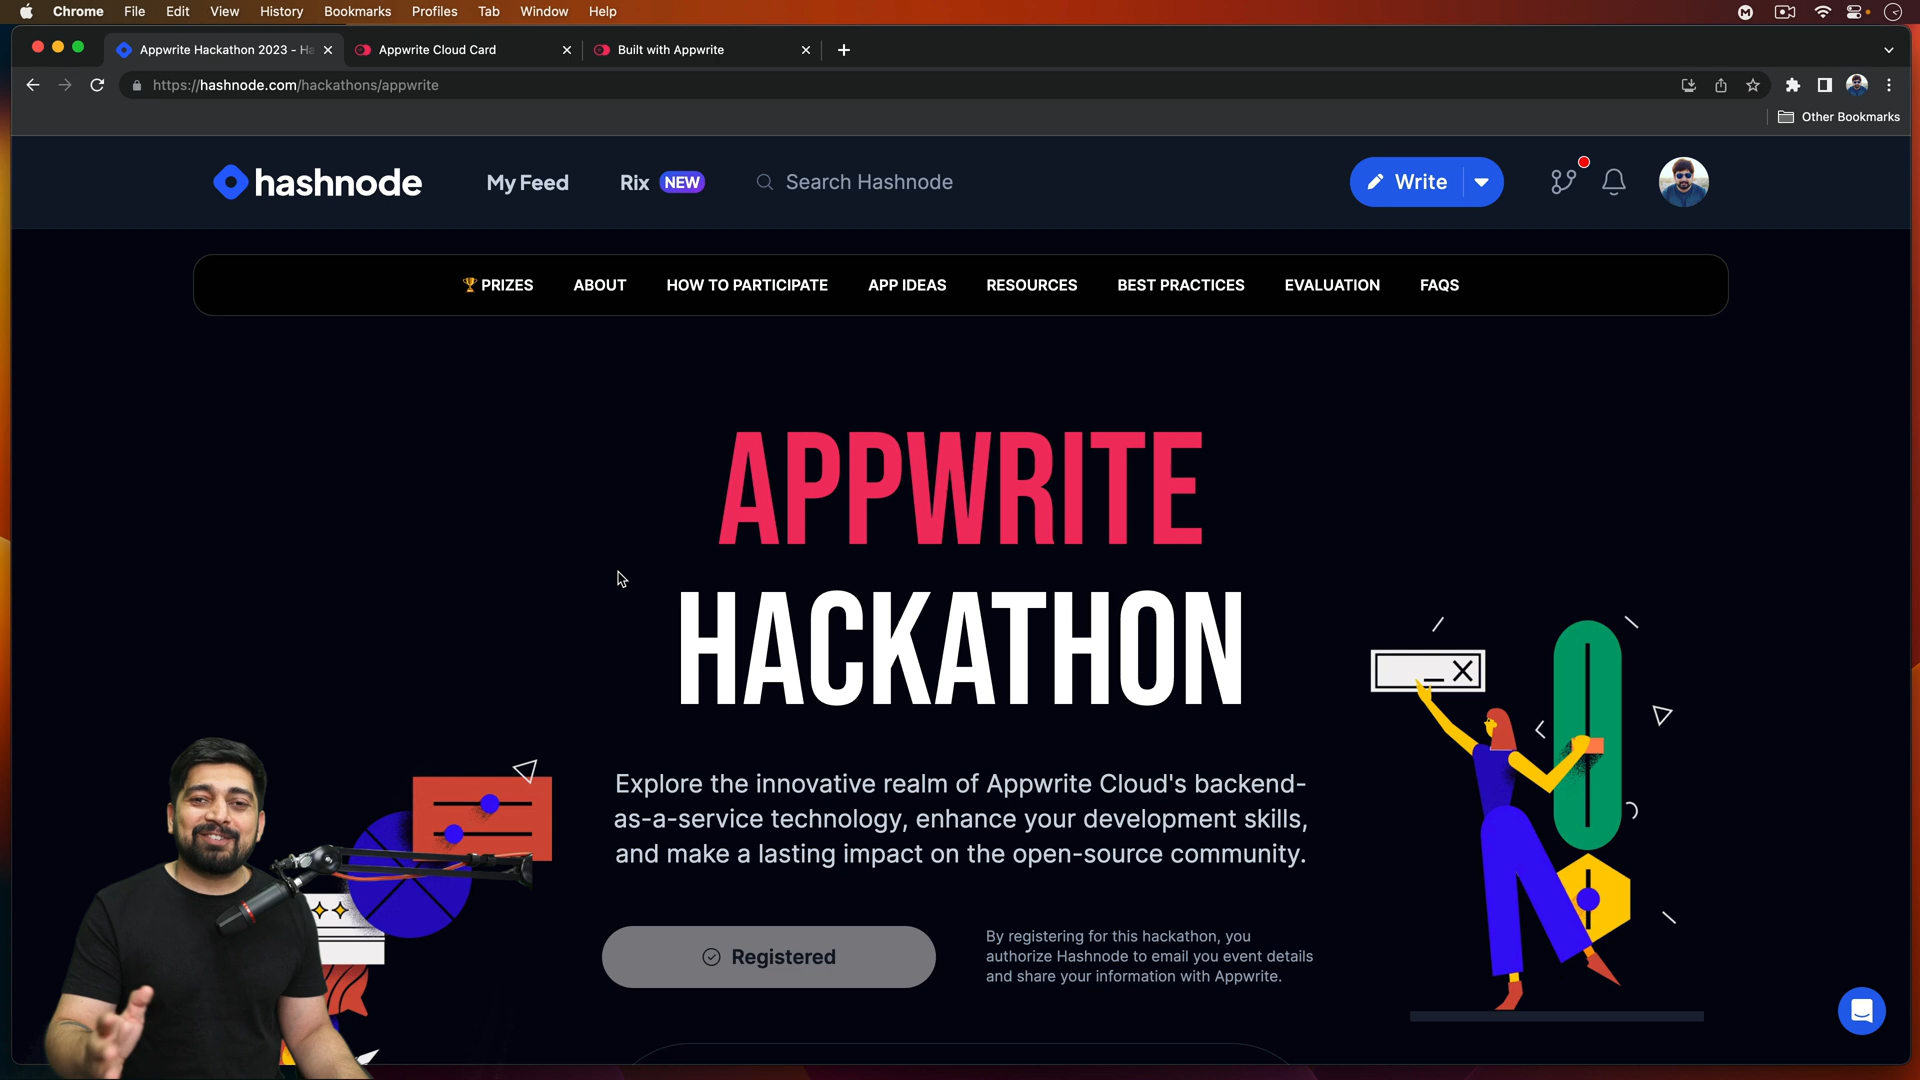 Chrome File Edit View History Bookmarks Profiles Tab Window Help
Appwrite Hackathon 2023 - Ha
Appwrite Cloud Card
Built with Appwrite
https://hashnode.com/hackathons/appwrite
Other Bookmarks
hashnode
My Feed
Rix NEW
Search Hashnode
Write
PRIZES ABOUT HOW TO PARTICIPATE APP IDEAS RESOURCES BEST PRACTICES EVALUATION FAQS
APPWRITE
HACKATHON
Explore the innovative realm of Appwrite Cloud's backend-
as-a-service technology, enhance your development skills,
and make a lasting impact on the open-source community.
Registered
By registering for this hackathon, you
authorize Hashnode to email you event details
and share your information with Appwrite.